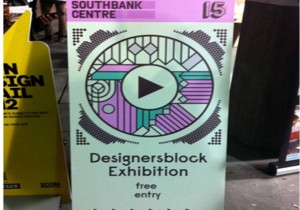 SOUTHBANK
CENTRE
15
Designersblock
Exhibition
free
entry